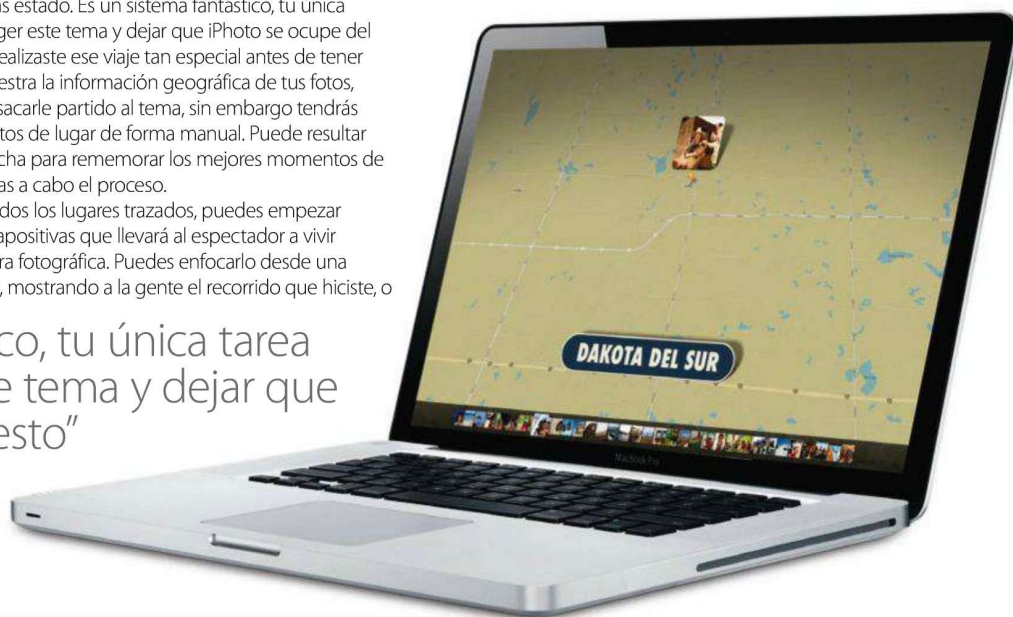 ás estado. Es un sistema fantástico, tu única
ger este tema y dejar que iPhoto se ocupe del
ealizaste ese viaje tan especial antes de tener
estra la información geográfica de tus fotos,
sacarle partido al tema, sin embargo tendrás
tos de lugar de forma manual. Puede resultar
cha para rememorar los mejores momentos de
as a cabo el proceso.
dos los lugares trazados, puedes empezar
apositivas que llevará al espectador a vivir
ra fotográfica. Puedes enfocarlo desde una
, mostrando a la gente el recorrido que hiciste, o
co, tu única tarea
e tema y dejar que
esto”
DAKOTA DEL SUR
MacBook Pro